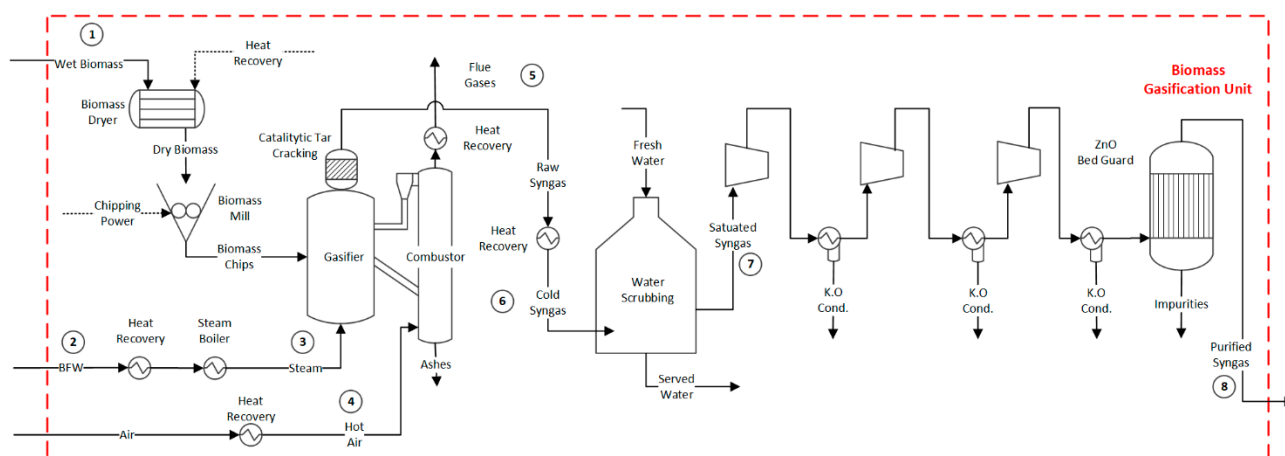 1
Wet Biomass
Heat
Recovery
Biomass
Dryer
Dry Biomass
Chipping
Power
Biomass
Mill
Biomass
Chips
Catalitytic Tar
Cracking
Gasifier
Combustor
Flue
Gases
5
Heat
Recovery
Raw
Syngas
Heat
Recovery
6
Cold
Syngas
2
BFW
Heat
Recovery
Steam
Boiler
3
Steam
Air
Heat
Recovery
4
Hot
Air
Ashes
Fresh
Water
Water
Scrubbing
Served
Water
Satuated
Syngas
7
K.O
Cond.
K.O
Cond.
K.O
Cond.
ZnO
Bed Guard
Biomass
Gasification Unit
Impurities
Purified
Syngas
8